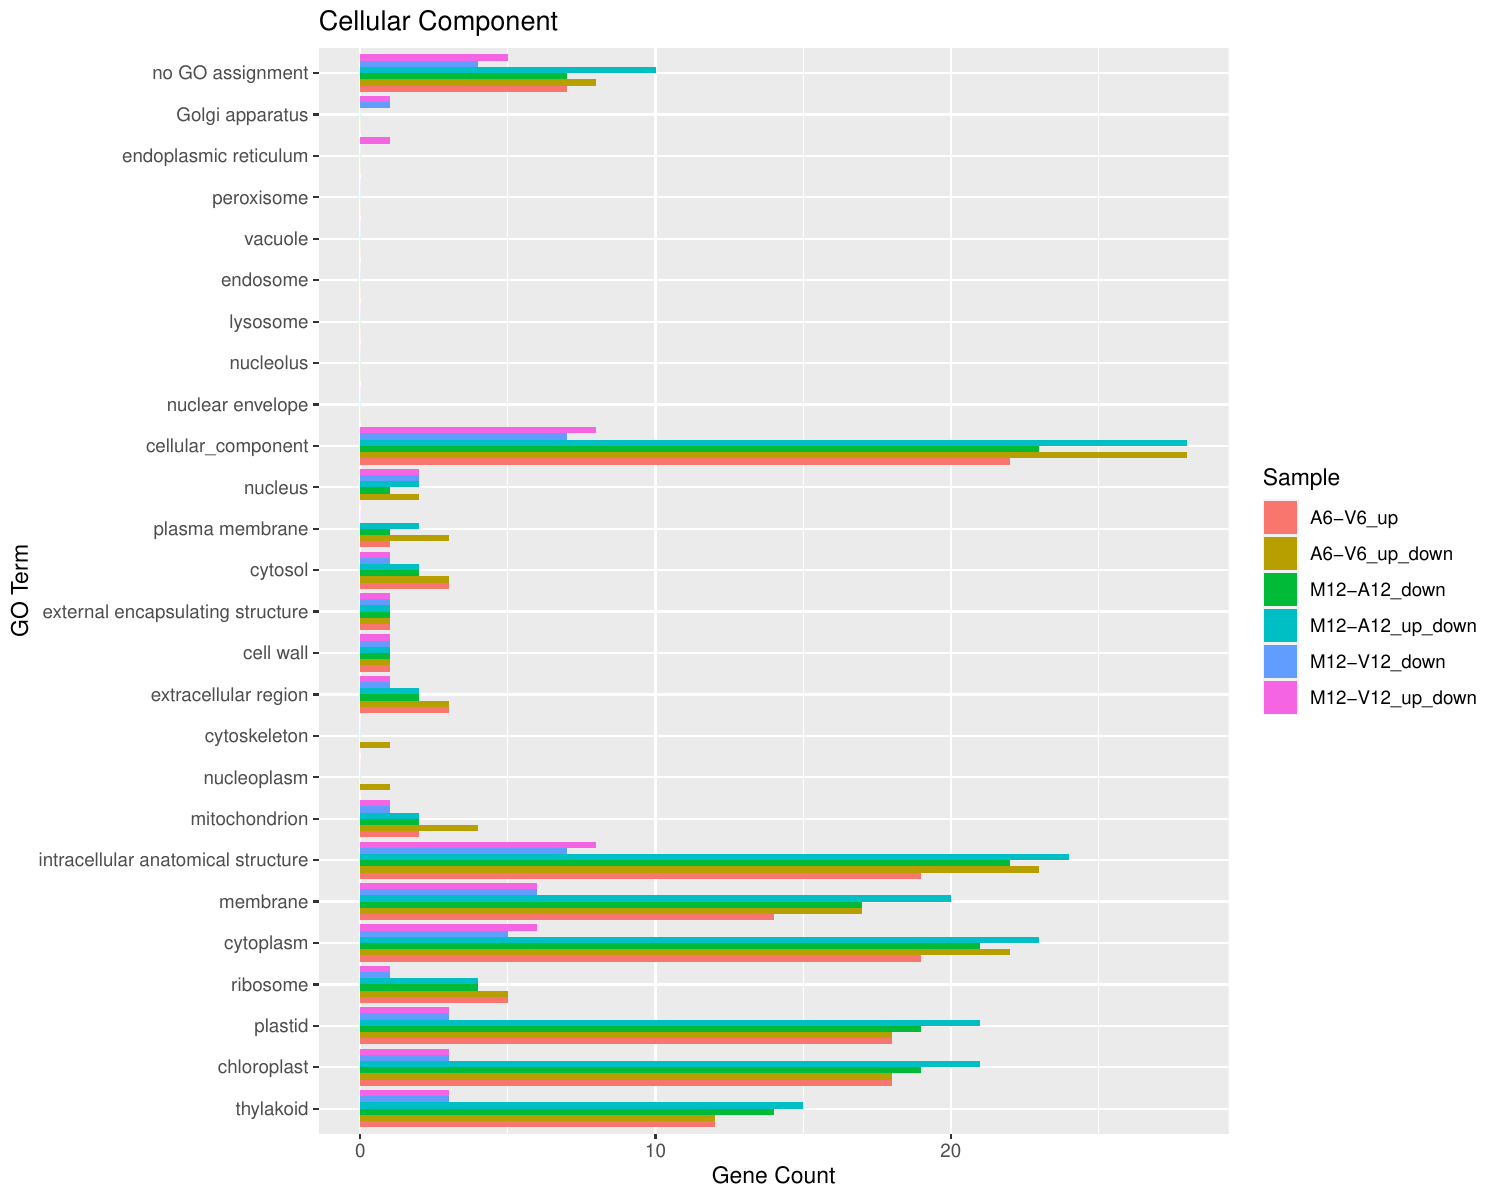 Cellular Component
no GO assignment
Golgi apparatus
endoplasmic reticulum
peroxisome
vacuole
endosome
lysosome
nucleolus
nuclear envelope
cellular_component
nucleus
plasma membrane
cytosol
external encapsulating structure
cell wall
extracellular region
cytoskeleton
nucleoplasm
mitochondrion
intracellular anatomical structure
membrane
cytoplasm
ribosome
plastid
chloroplast
thylakoid
GO Term
0 10 20
Gene Count
Sample
A6−V6_up
A6−V6_up_down
M12−A12_down
M12−A12_up_down
M12−V12_down
M12−V12_up_down